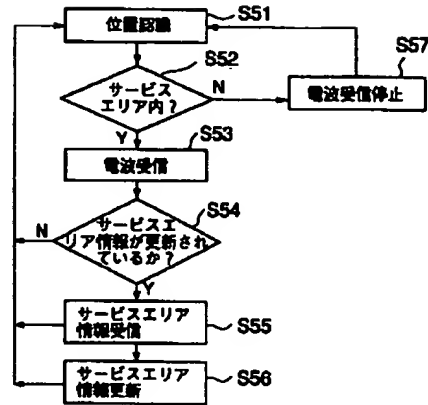 位置認識
S51
S52
サービス
エリア内？
N
S57
電波受信停止
Y
S53
電波受信
S54
サービスエ
リア情報が更新され
ているか？
N
Y
サービスエリア
情報受信
S55
サービスエリア
情報更新
S56